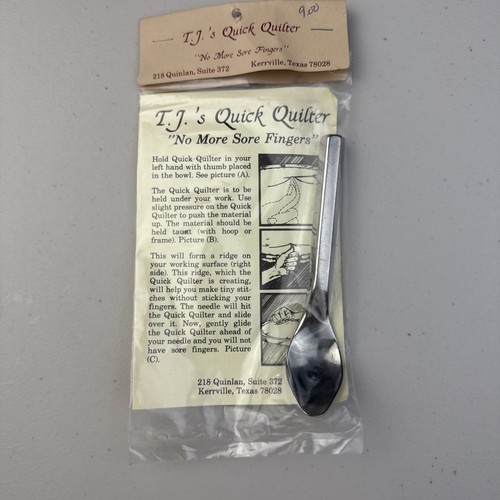 9.00
T.J.'s Quick Quilter
"No More Sore Fingers"
218 Quinlan, Suite 372 Kerrville, Texas 78028
T.J.'s Quick Quilter
"No More Sore Fingers"
Hold Quick Quilter in your
left hand with thumb placed
in the bowl. See picture (A).
The Quick Quilter is to be
held under your work. Use
slight pressure on the Quick
Quilter to push the material
up. The material should be
held taunt (with hoop or
frame). Picture (B).
This will form a ridge on
your working surface (right
side). This ridge, which the
Quick Quilter is creating,
will help you make tiny stit-
ches without sticking your
fingers. The needle will hit
the Quick Quilter and slide
over it. Now, gently glide
the Quick Quilter ahead of
your needle and you will not
have sore fingers. Picture
(C).
218 Quinlan, Suite 372
Kerrville, Texas 78028